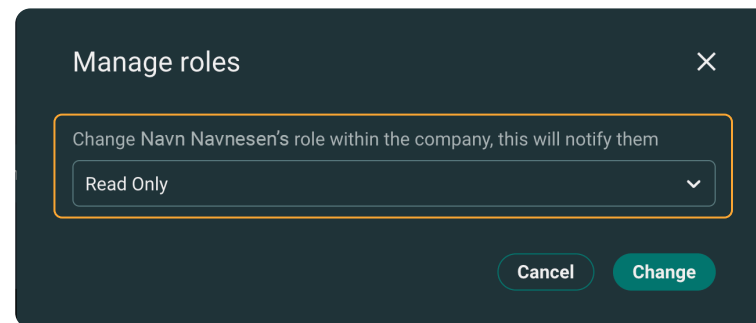 Manage roles
Change Navn Navnesen's role within the company, this will notify them
Read Only
Cancel
Change